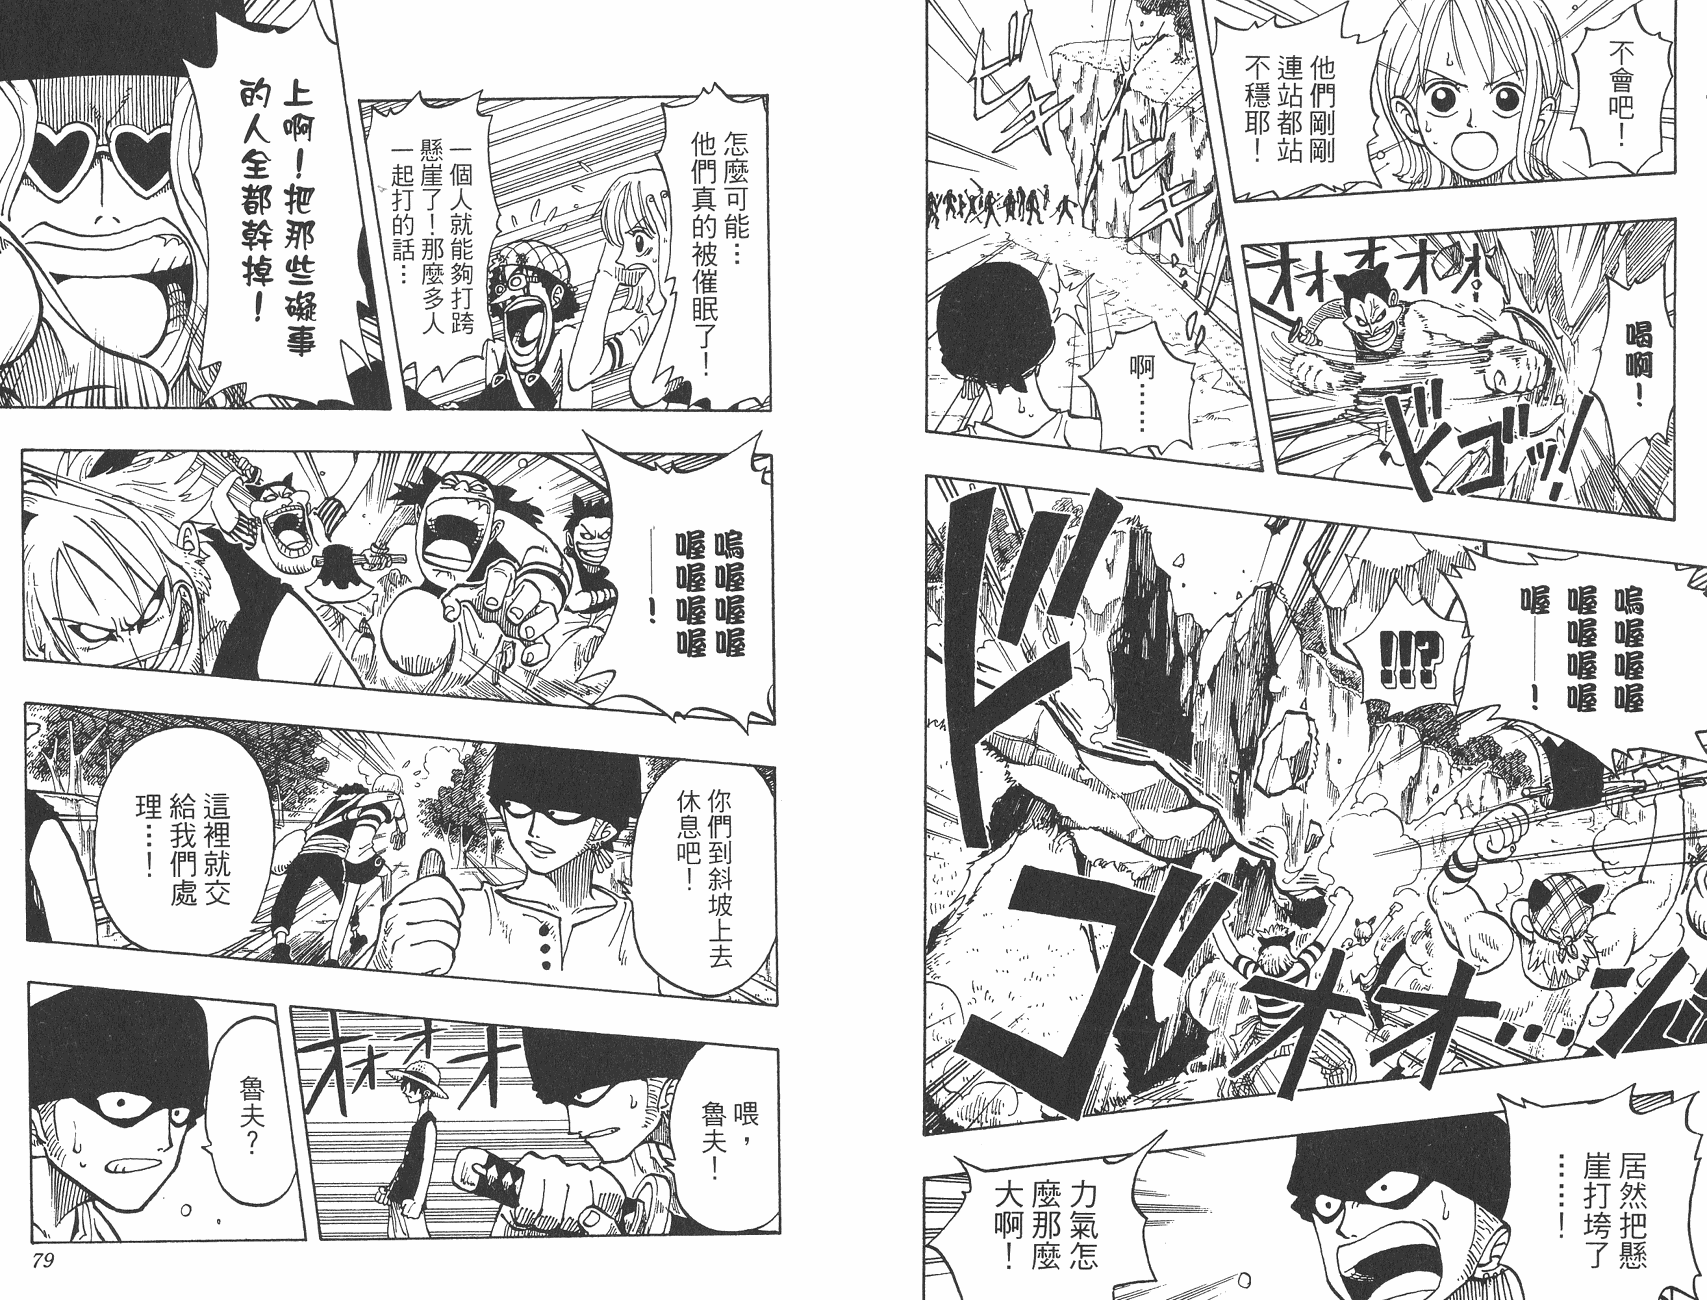 不會吧！
他們剛剛
連站都站
不穩耶！
ビキ
ビキ
喝啊！
オオオオ
ドゴッ！
啊……
嗚喔喔喔
喔喔喔喔
喔──！
!!?
ドゴオオ…ン
居然把懸
崖打垮了
……！
力氣怎
麼那麼
大啊！
怎麼可能…
他們真的被催眠了！
一個人就能夠打跨
懸崖了！那麼多人
一起打的話…
上啊！把那些礙事
的人全都幹掉！
嗚喔喔喔
喔喔喔喔
──！
你們到斜坡上去
休息吧！
這裡就交
給我們處
理…！
喂，
魯夫！
オオオオ
魯夫？
79